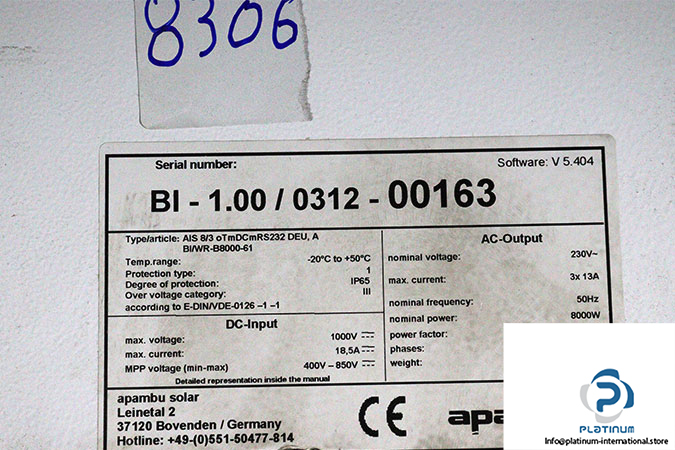 8306
Serial number:
Software: V 5.404
BI - 1.00 / 0312 - 00163
Type/article: AIS 8/3 oTmDCmRS232 DEU, A
BI/WR-B8000-61
Temp.range: -20°C to +50°C
Protection type: 1
Degree of protection: IP65
Over voltage category: III
according to E-DIN/VDE-0126 –1 –1
DC-Input
max. voltage: 1000V
max. current: 18,5A
MPP voltage (min-max) 400V – 850V
Detailed representation inside the manual
AC-Output
nominal voltage: 230V~
max. current: 3x 13A
nominal frequency: 50Hz
nominal power: 8000W
power factor:
phases:
weight:
apambu solar
Leinetal 2
37120 Bovenden / Germany
Hotline: +49-(0)551-50477-814
CE
apa
PLATINUM
Info@platinum-international.store